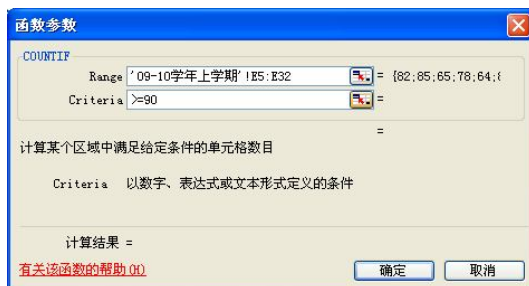 函数参数
COUNTIF
Range '09-10学年上学期'!E5:E32 = {82;85;65;78;64;8
Criteria >=90 =
=
计算某个区域中满足给定条件的单元格数目
Criteria 以数字、表达式或文本形式定义的条件
计算结果 =
有关该函数的帮助(H) 确定 取消